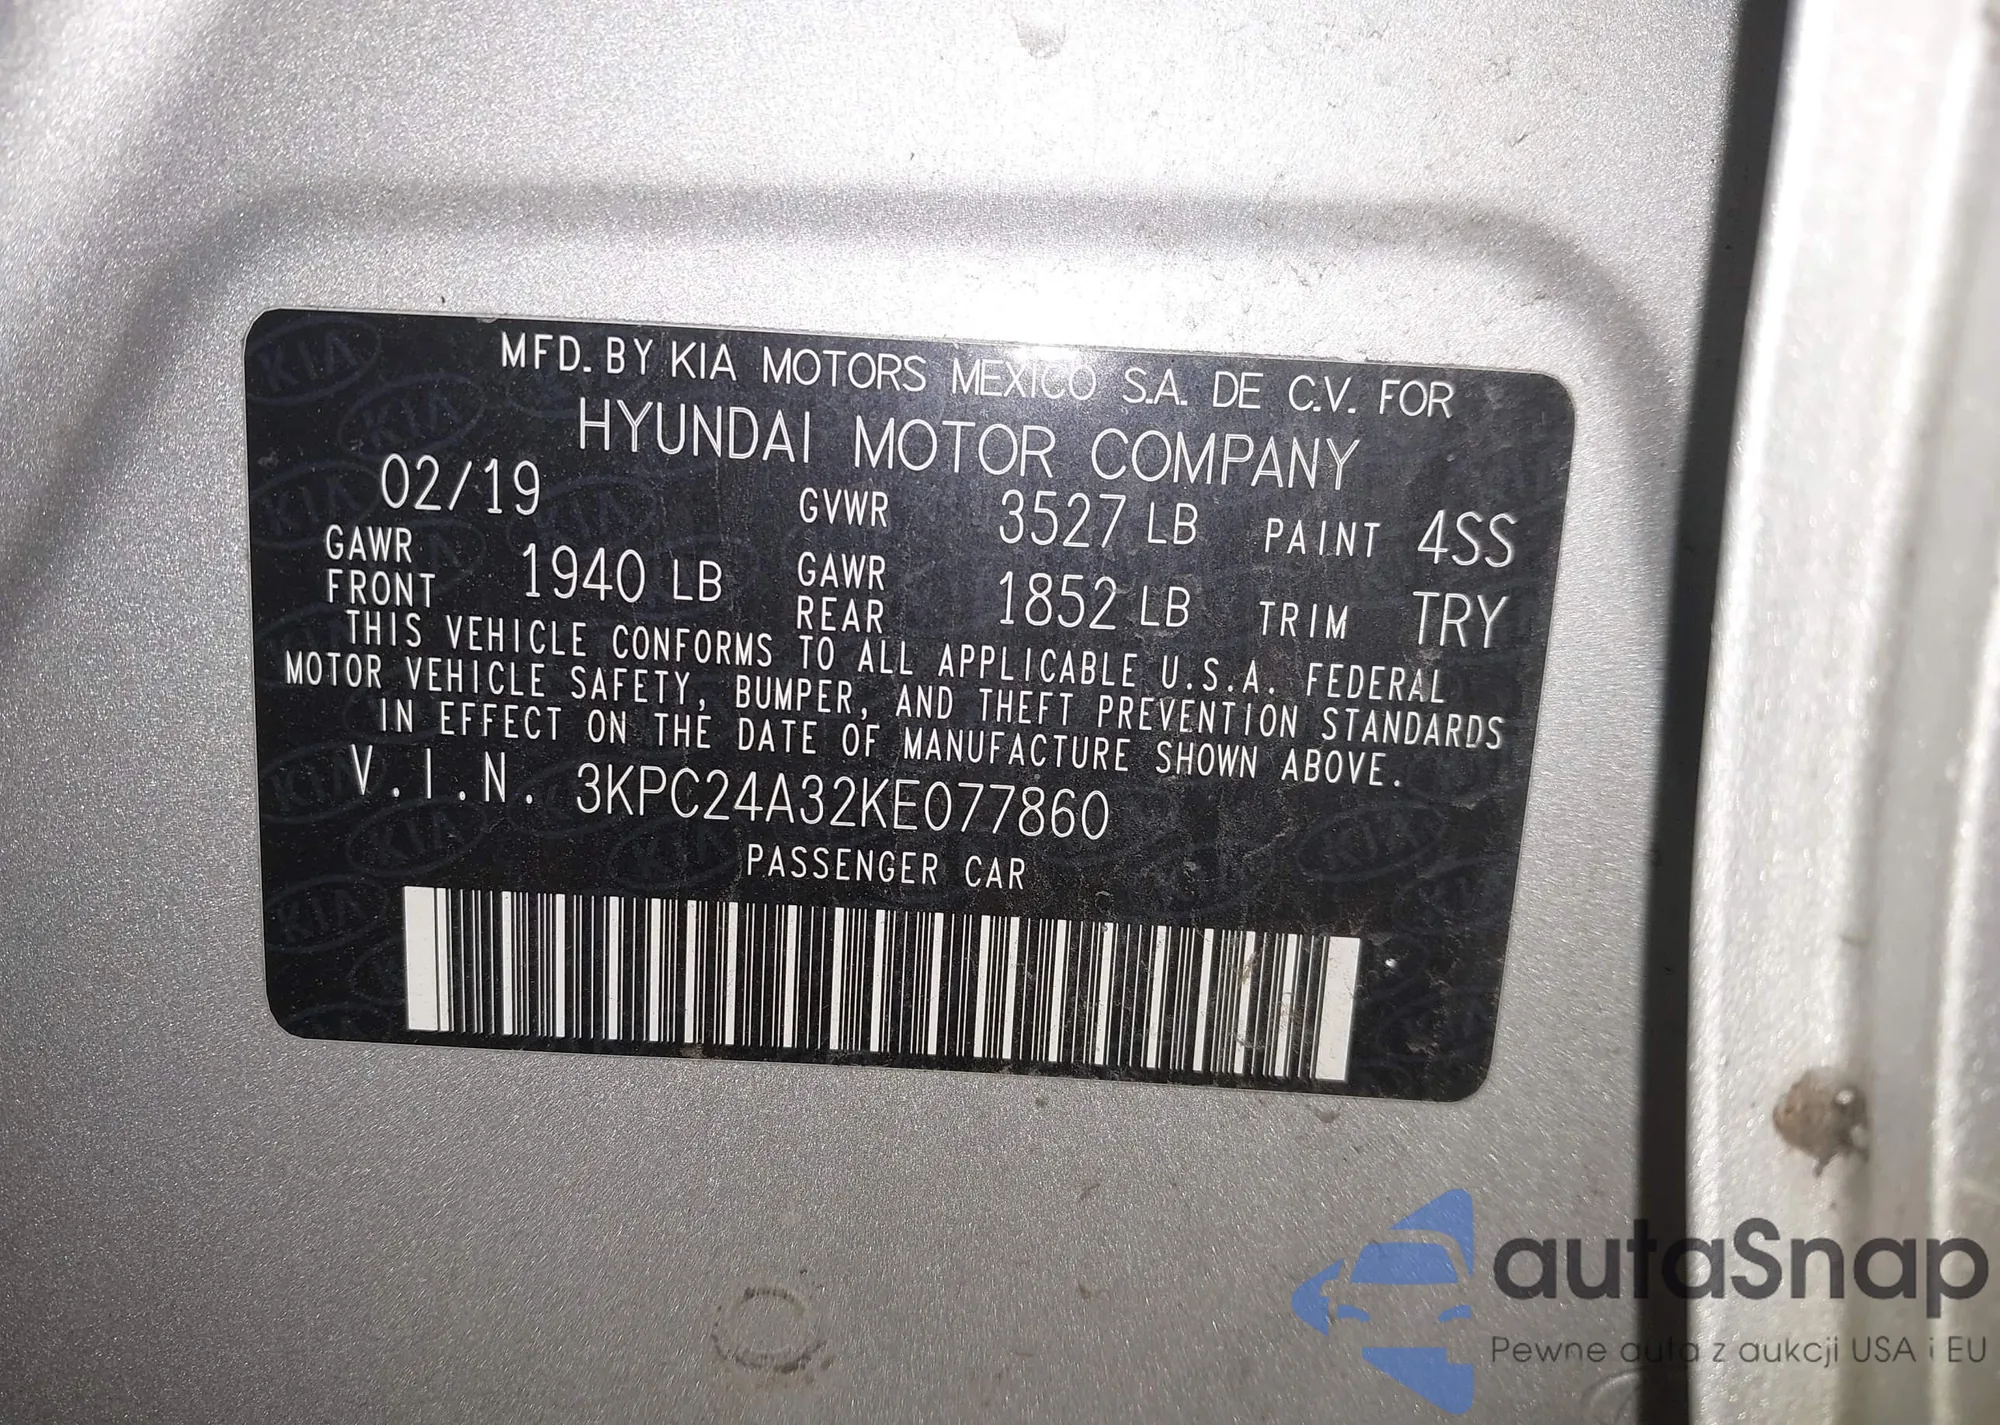 MFD. BY KIA MOTORS MEXICO S.A. DE C.V. FOR
HYUNDAI MOTOR COMPANY
02/19 GVWR 3527 LB PAINT 4SS
GAWR FRONT 1940 LB GAWR REAR 1852 LB TRIM TRY
THIS VEHICLE CONFORMS TO ALL APPLICABLE U.S.A. FEDERAL
MOTOR VEHICLE SAFETY, BUMPER, AND THEFT PREVENTION STANDARDS
IN EFFECT ON THE DATE OF MANUFACTURE SHOWN ABOVE.
V.I.N. 3KPC24A32KE077860
PASSENGER CAR
autaSnap
Pewne auta z aukcji USA i EU